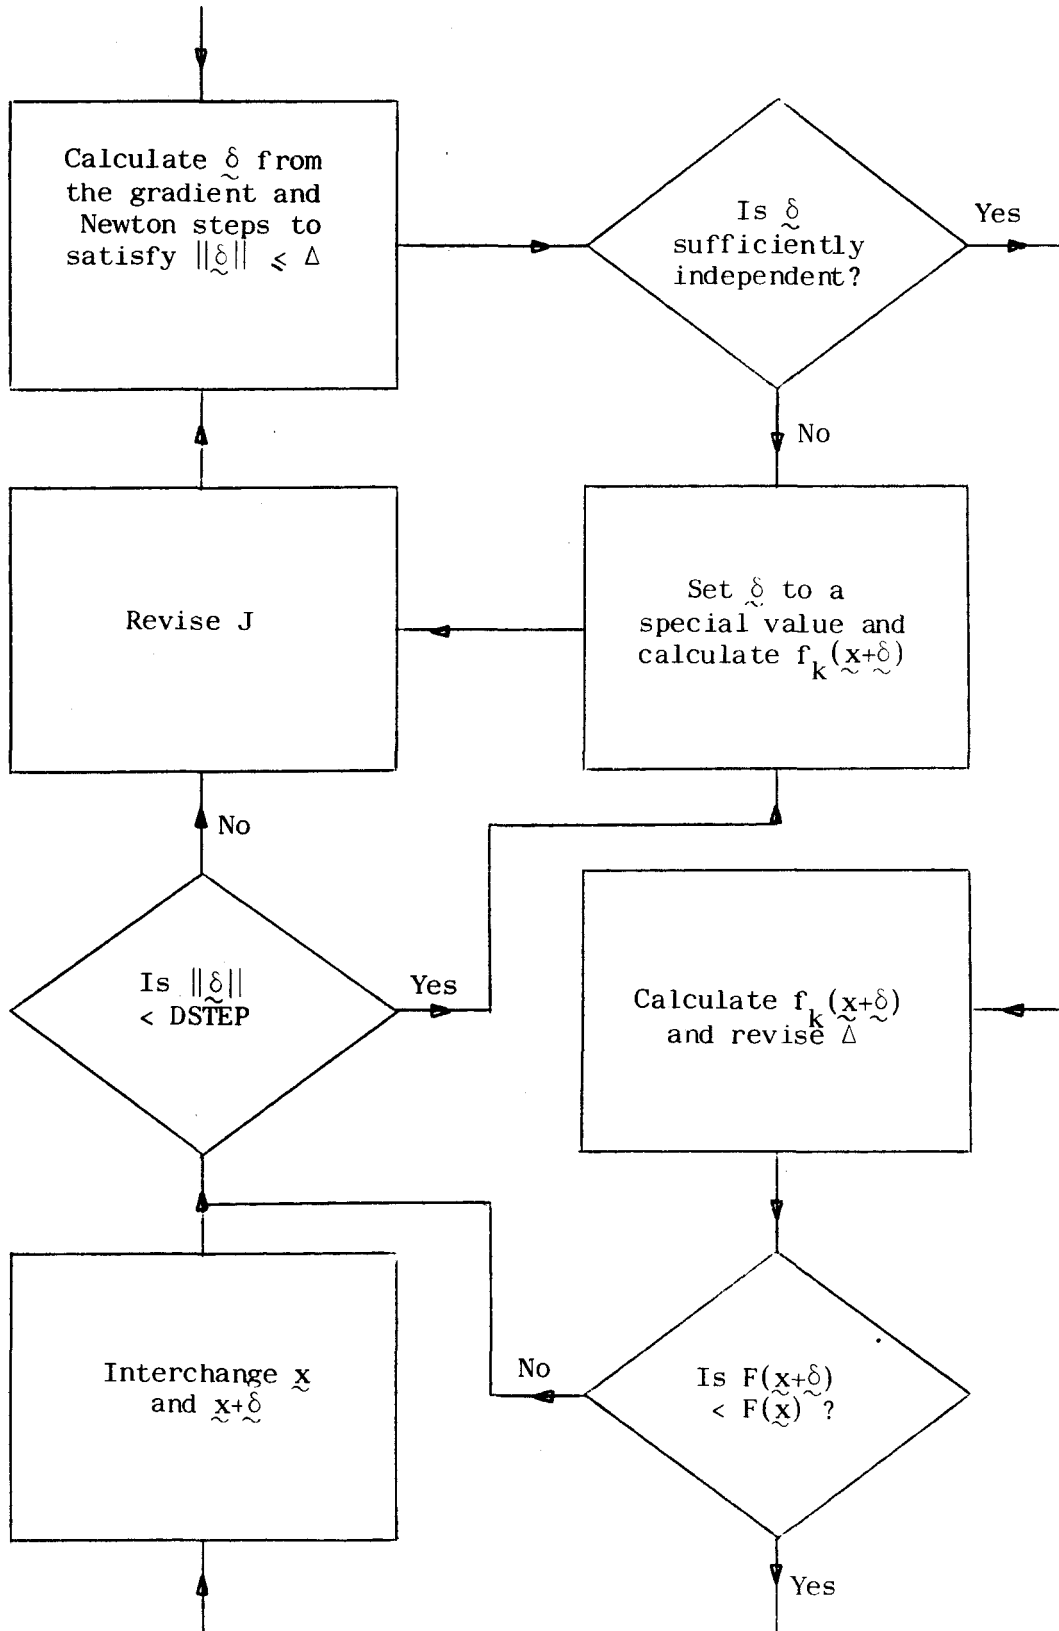 Calculate δ from
the gradient and
Newton steps to
satisfy ||δ|| ⩽ Δ
Is δ
sufficiently
independent?
Yes
No
Set δ to a
special value and
calculate f_k(x+δ)
Revise J
No
Is ||δ||
< DSTEP
Yes
Calculate f_k(x+δ)
and revise Δ
Interchange x
and x+δ
No
Is F(x+δ)
< F(x) ?
Yes